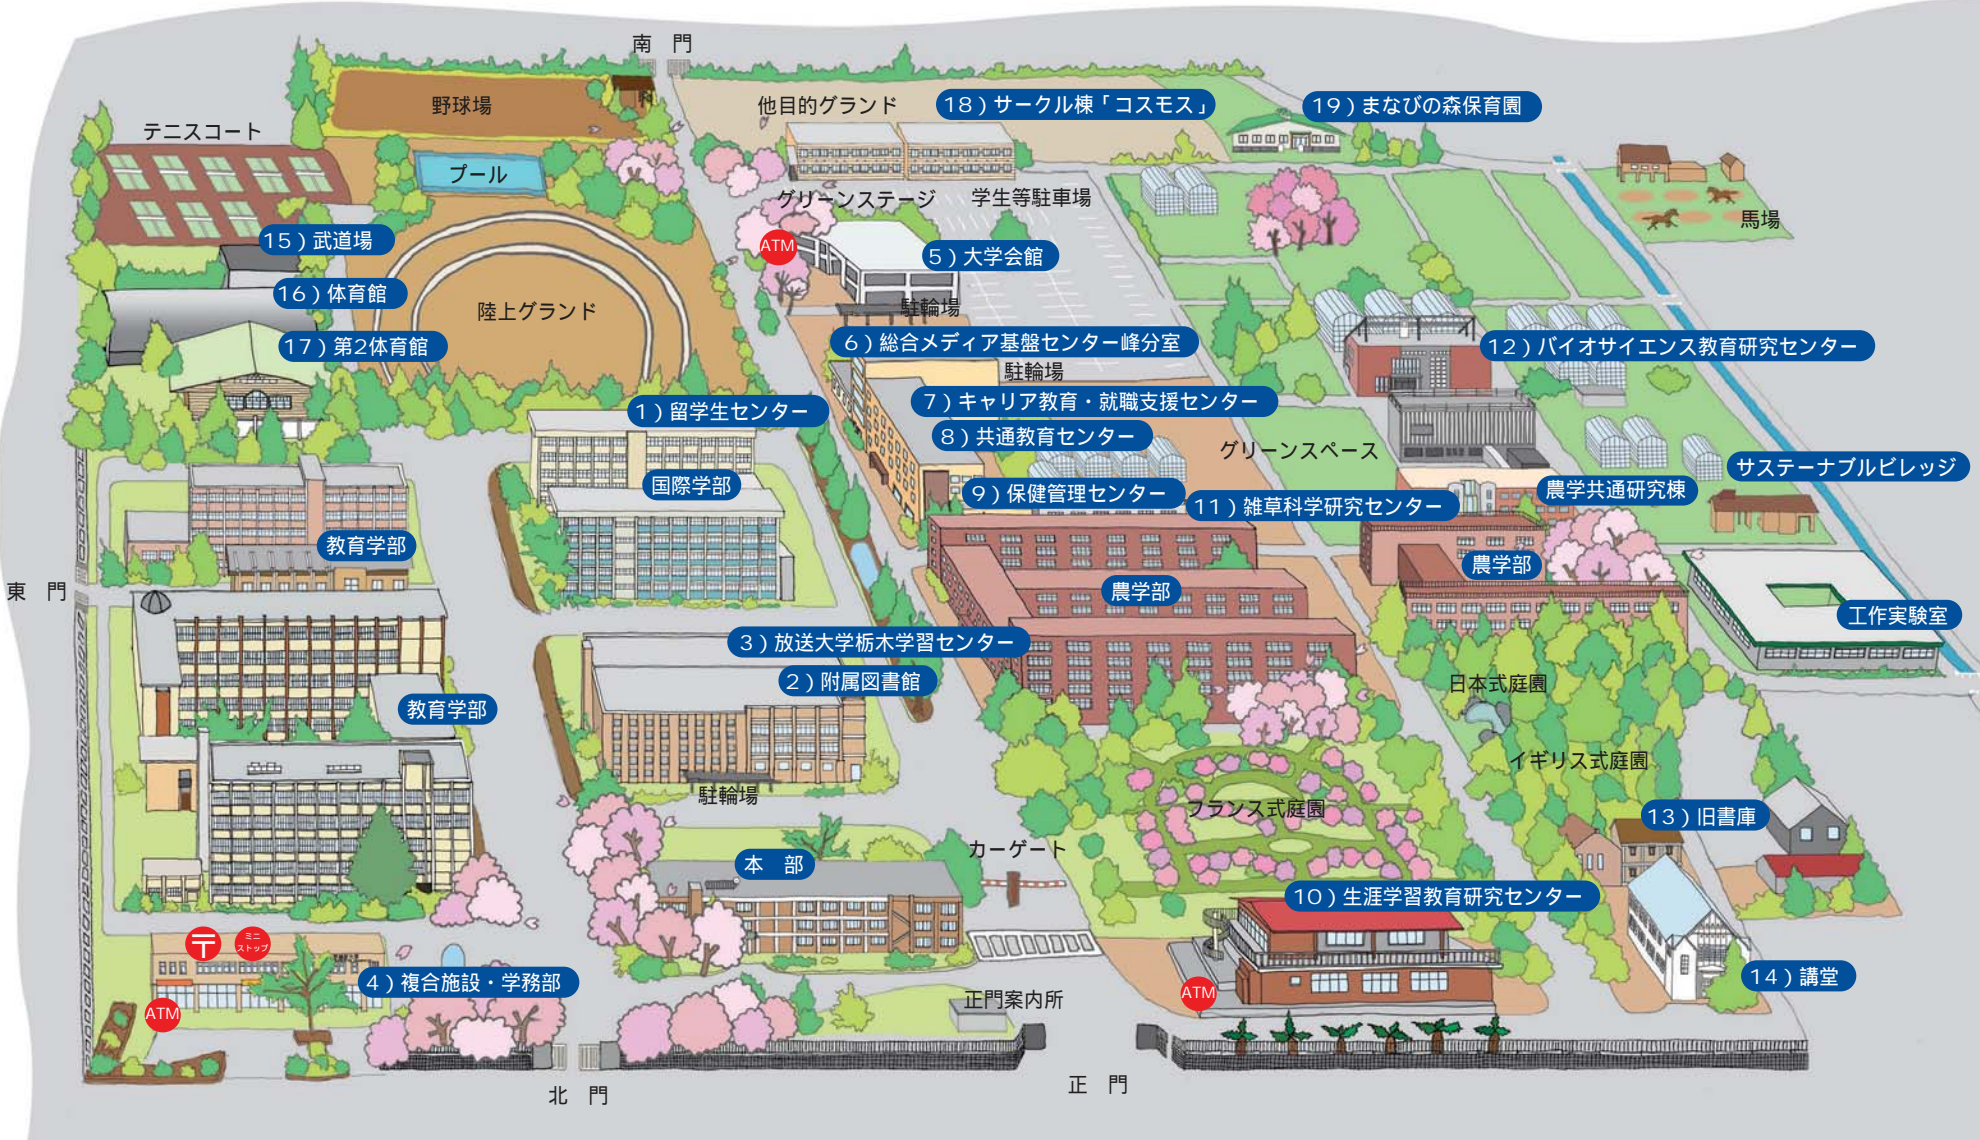 南 門
野球場
他目的グランド
18）サークル棟「コスモス」
19）まなびの森保育園
テニスコート
プール
グリーンステージ
学生等駐車場
馬場
15）武道場
ATM
5）大学会館
16）体育館
陸上グランド
駐輪場
17）第2体育館
6）総合メディア基盤センター峰分室
12）バイオサイエンス教育研究センター
駐輪場
7）キャリア教育・就職支援センター
1）留学生センター
8）共通教育センター
グリーンスペース
サステーナブルビレッジ
国際学部
9）保健管理センター
農学共通研究棟
11）雑草科学研究センター
教育学部
農学部
東 門
農学部
工作実験室
3）放送大学栃木学習センター
2）附属図書館
日本式庭園
教育学部
イギリス式庭園
駐輪場
フランス式庭園
13）旧書庫
カーゲート
本 部
10）生涯学習教育研究センター
〒
ミニ
ストップ
4）複合施設・学務部
14）講堂
ATM
正門案内所
ATM
正 門
北 門